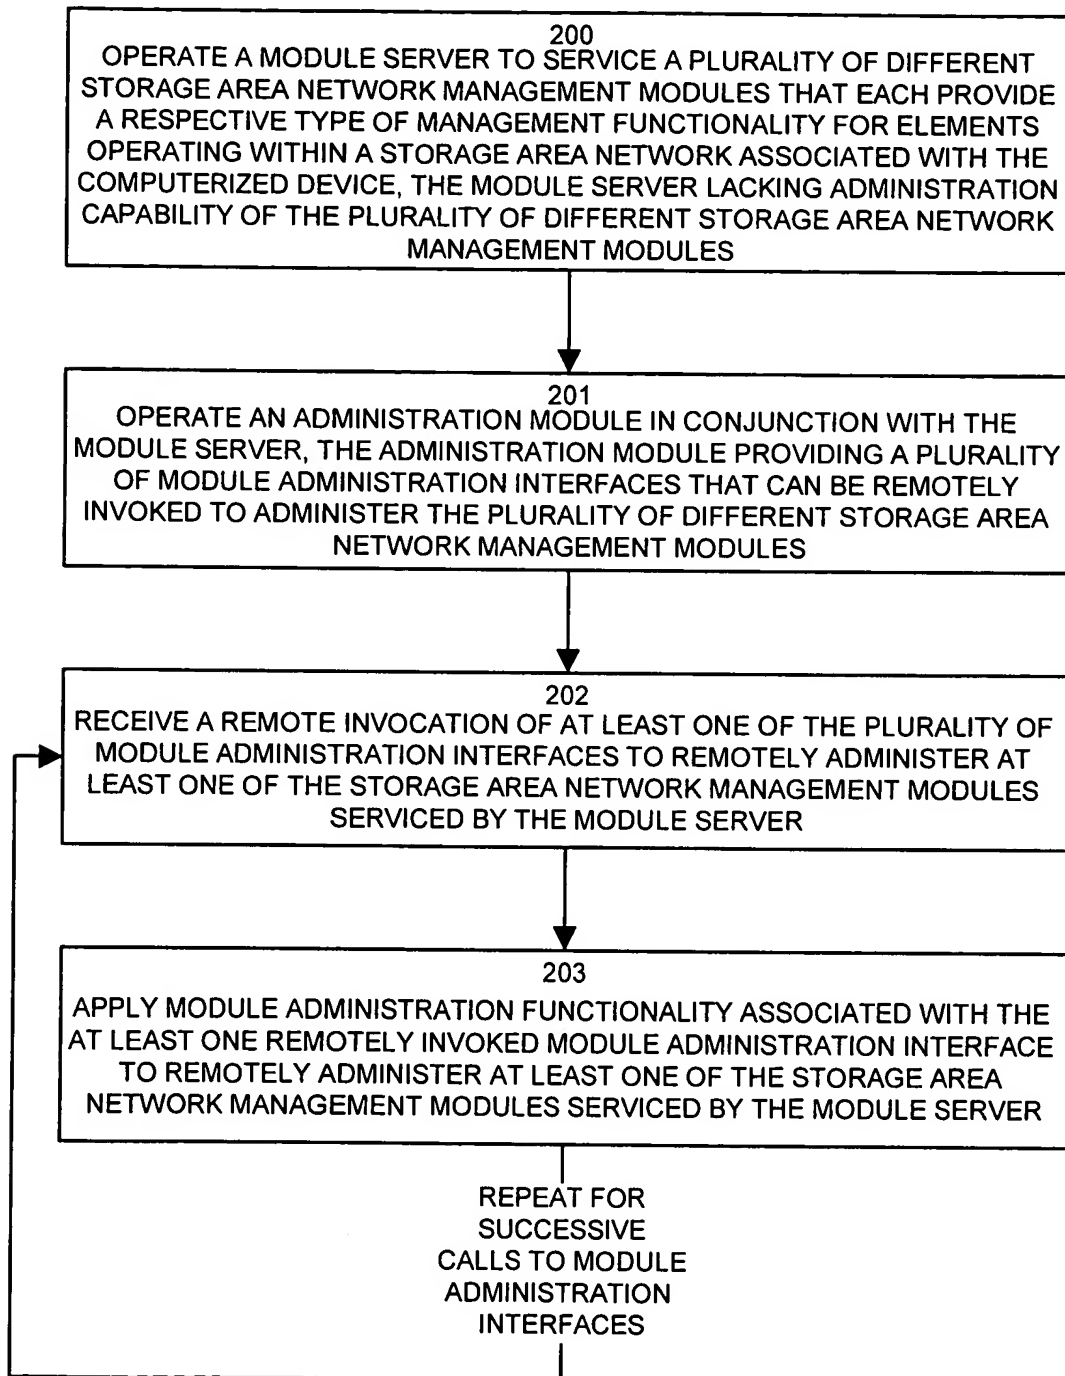 200
OPERATE A MODULE SERVER TO SERVICE A PLURALITY OF DIFFERENT
STORAGE AREA NETWORK MANAGEMENT MODULES THAT EACH PROVIDE
A RESPECTIVE TYPE OF MANAGEMENT FUNCTIONALITY FOR ELEMENTS
OPERATING WITHIN A STORAGE AREA NETWORK ASSOCIATED WITH THE
COMPUTERIZED DEVICE, THE MODULE SERVER LACKING ADMINISTRATION
CAPABILITY OF THE PLURALITY OF DIFFERENT STORAGE AREA NETWORK
MANAGEMENT MODULES
201
OPERATE AN ADMINISTRATION MODULE IN CONJUNCTION WITH THE
MODULE SERVER, THE ADMINISTRATION MODULE PROVIDING A PLURALITY
OF MODULE ADMINISTRATION INTERFACES THAT CAN BE REMOTELY
INVOKED TO ADMINISTER THE PLURALITY OF DIFFERENT STORAGE AREA
NETWORK MANAGEMENT MODULES
202
RECEIVE A REMOTE INVOCATION OF AT LEAST ONE OF THE PLURALITY OF
MODULE ADMINISTRATION INTERFACES TO REMOTELY ADMINISTER AT
LEAST ONE OF THE STORAGE AREA NETWORK MANAGEMENT MODULES
SERVICED BY THE MODULE SERVER
203
APPLY MODULE ADMINISTRATION FUNCTIONALITY ASSOCIATED WITH THE
AT LEAST ONE REMOTELY INVOKED MODULE ADMINISTRATION INTERFACE
TO REMOTELY ADMINISTER AT LEAST ONE OF THE STORAGE AREA
NETWORK MANAGEMENT MODULES SERVICED BY THE MODULE SERVER
REPEAT FOR
SUCCESSIVE
CALLS TO MODULE
ADMINISTRATION
INTERFACES